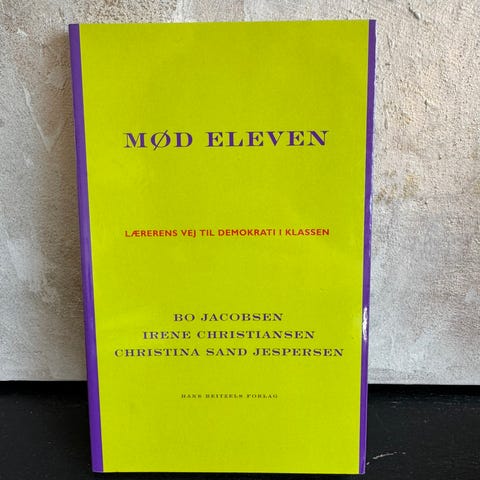 MØD ELEVEN
LÆRERENS VEJ TIL DEMOKRATI I KLASSEN
BO JACOBSEN
IRENE CHRISTIANSEN
CHRISTINA SAND JESPERSEN
HANS REITZELS FORLAG